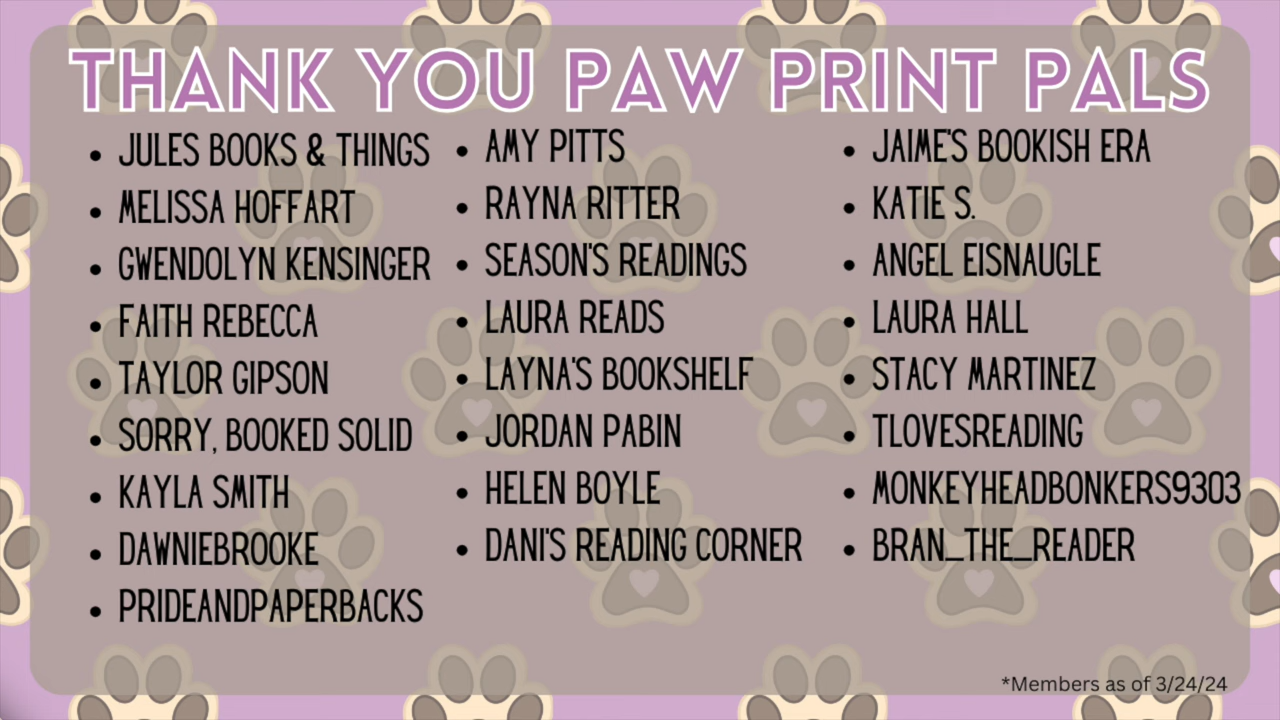 THANK YOU PAW PRINT PALS
• JULES BOOKS & THINGS
• MELISSA HOFFART
• GWENDOLYN KENSINGER
• FAITH REBECCA
• TAYLOR GIPSON
• SORRY, BOOKED SOLID
• KAYLA SMITH
• DAWNIEBROOKE
• PRIDEANDPAPERBACKS
• AMY PITTS
• RAYNA RITTER
• SEASON'S READINGS
• LAURA READS
• LAYNA'S BOOKSHELF
• JORDAN PABIN
• HELEN BOYLE
• DANI'S READING CORNER
• JAIME'S BOOKISH ERA
• KATIE S.
• ANGEL EISNAUGLE
• LAURA HALL
• STACY MARTINEZ
• TLOVESREADING
• MONKEYHEADBONKERS9303
• BRAN_THE_READER
*Members as of 3/24/24